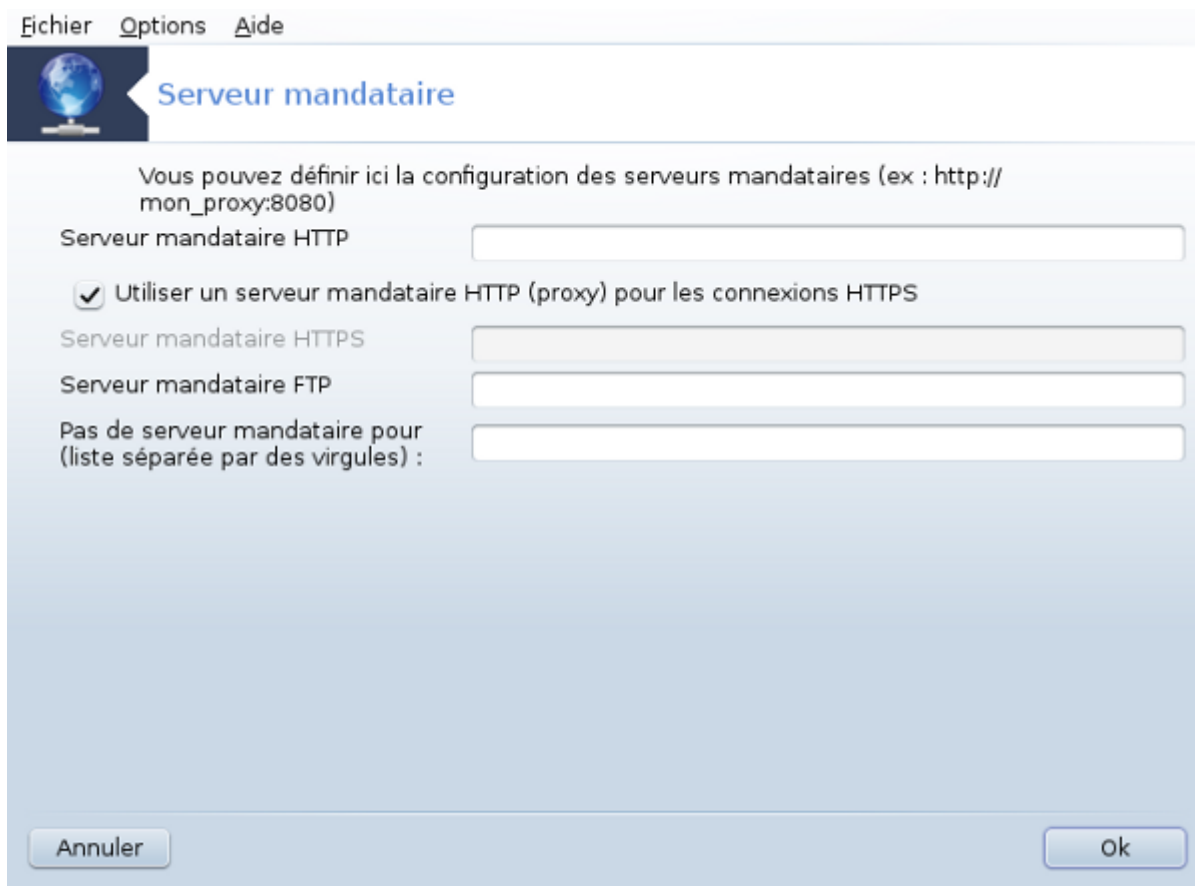 Fichier Options Aide
Serveur mandataire
Vous pouvez définir ici la configuration des serveurs mandataires (ex : http://
mon_proxy:8080)
Serveur mandataire HTTP
Utiliser un serveur mandataire HTTP (proxy) pour les connexions HTTPS
Serveur mandataire HTTPS
Serveur mandataire FTP
Pas de serveur mandataire pour
(liste séparée par des virgules) :
Annuler Ok